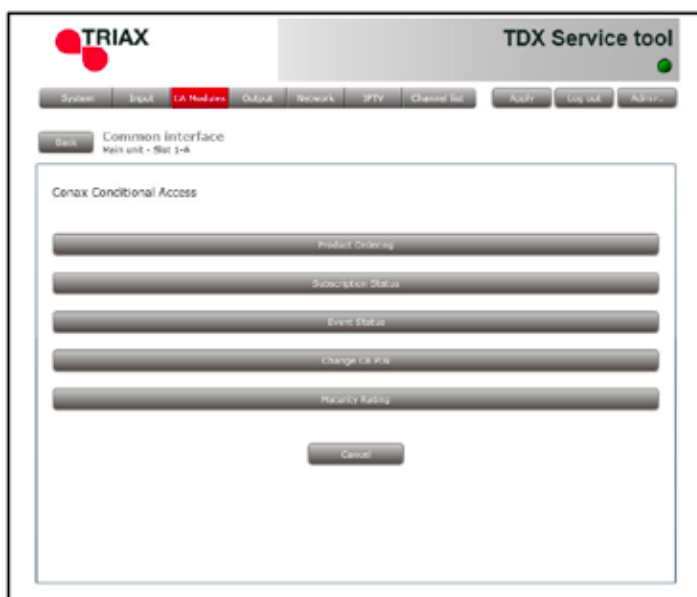 TRIAX
TDX Service tool
System Input CA Modules Output Network IPTV Channel list Apply Log out Admin.
Back
Common interface
Main unit - Slot 1-A
Conax Conditional Access
Product Ordering
Subscription Status
Event Status
Change CA PIN
Maturity Rating
Cancel